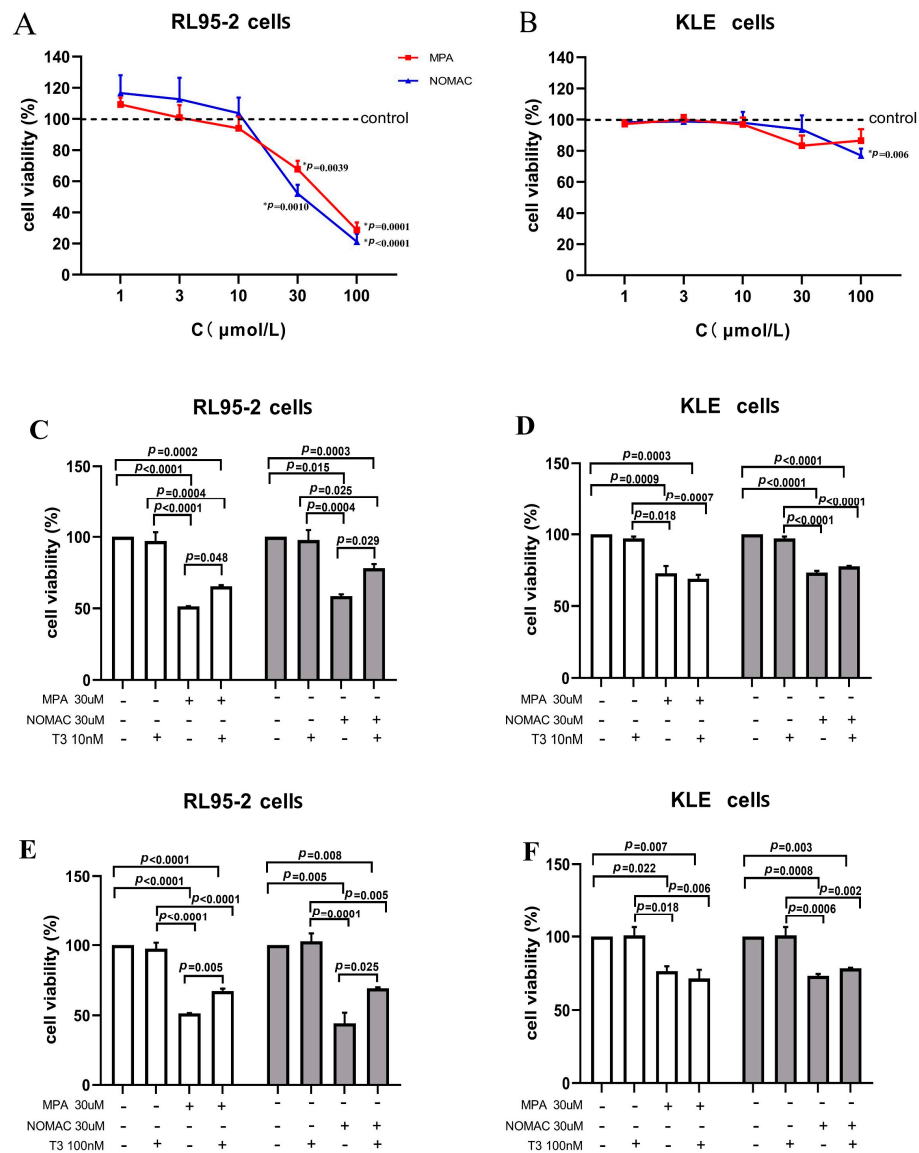 A
RL95-2 cells
MPA
NOMAC
cell viability (%)
140
120
100
80
60
40
20
0
control
*p=0.0039
*p=0.0010
*p=0.0001
*p<0.0001
1 3 10 30 100
C( μmol/L)
B
KLE cells
cell viability (%)
140
120
100
80
60
40
20
0
control
*p=0.006
1 3 10 30 100
C( μmol/L)
C
RL95-2 cells
cell viability (%)
150
100
50
0
p=0.0002
p<0.0001
p=0.0004
p<0.0001
p=0.048
p=0.0003
p=0.015
p=0.025
p=0.0004
p=0.029
MPA 30uM - - + + - - - -
NOMAC 30uM - - - - - - + +
T3 10nM - + - + - + - +
D
KLE cells
cell viability (%)
150
100
50
0
p=0.0003
p=0.0009
p=0.0007
p=0.018
p<0.0001
p<0.0001
p<0.0001
p<0.0001
MPA 30uM - - + + - - - -
NOMAC 30uM - - - - - - + +
T3 10nM - + - + - + - +
E
RL95-2 cells
cell viability (%)
150
100
50
0
p<0.0001
p<0.0001
p<0.0001
p<0.0001
p=0.005
p=0.008
p=0.005
p=0.005
p=0.0001
p=0.025
MPA 30uM - - + + - - - -
NOMAC 30uM - - - - - - + +
T3 100nM - + - + - + - +
F
KLE cells
cell viability (%)
150
100
50
0
p=0.007
p=0.022
p=0.006
p=0.018
p=0.003
p=0.0008
p=0.002
p=0.0006
MPA 30uM - - + + - - - -
NOMAC 30uM - - - - - - + +
T3 100nM - + - + - + - +